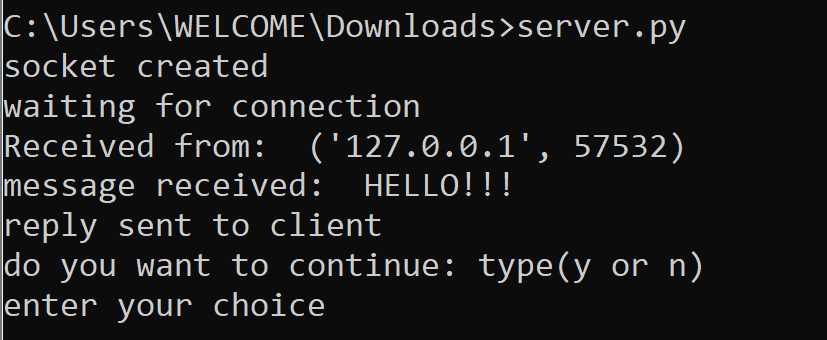 C:\Users\WELCOME\Downloads>server.py
socket created
waiting for connection
Received from:  ('127.0.0.1', 57532)
message received:  HELLO!!!
reply sent to client
do you want to continue: type(y or n)
enter your choice